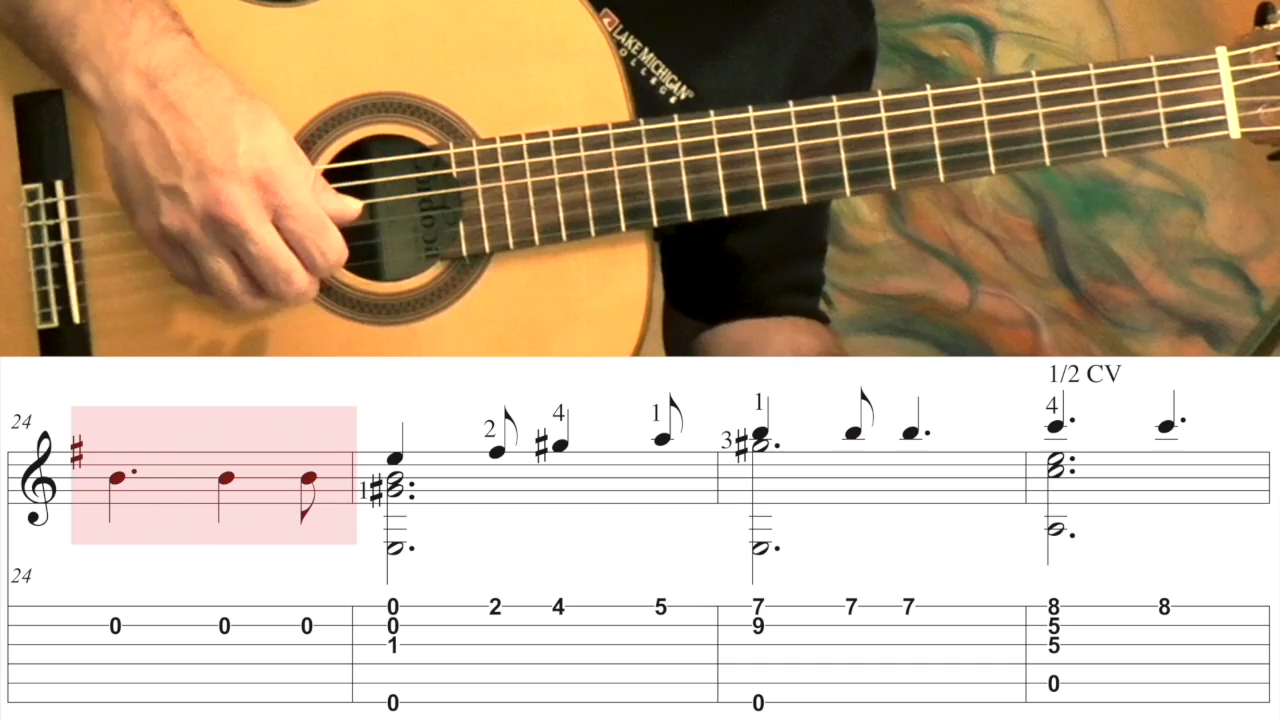 LAKE MICHIGAN
COLLEGE
1/2 CV
24
2 4 1 1 4
3
1
24
0 2 4 5 7 7 7 8 8
0 0 0 0 9 5
1 5
0
0 0